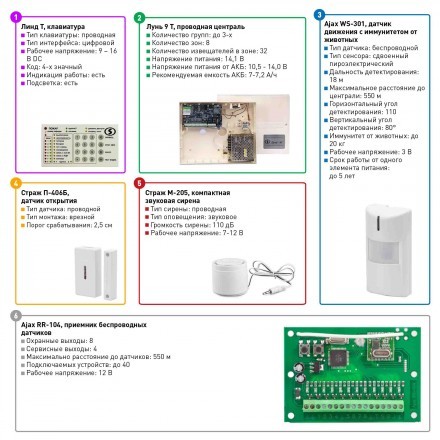 1
Линд Т, клавиатура
Тип клавиатуры: проводная
Тип интерфейса: цифровой
Рабочее напряжение: 9 – 16
В DC
Код: 4-х значный
Индикация работы: есть
Подсветка: есть
2
Лунь 9 Т, проводная централь
Количество групп: до 3-х
Количество зон: 8
Количество извещателей в зоне: 32
Напряжение питания: 14,1 В
Напряжение питания от АКБ: 10,5 - 14,0 В
Рекомендуемая емкость АКБ: 7-7,2 А/ч
3
Ajax WS-301, датчик
движения с иммунитетом от
животных
Тип датчика: беспроводной
Тип сенсора: сдвоенный
пироэлектрический
Дальность детектирования:
18 м
Максимальное расстояние до
централи: 550 м
Горизонтальный угол
детектирования: 110
Вертикальный угол
детектирования: 80°
Иммунитет от животных: до
20 кг
Рабочее напряжение: 3 В
Срок работы от одного
элемента питания:
до 5 лет
4
Страж П-406Б,
датчик открытия
Тип датчика: проводной
Тип монтажа: врезной
Порог срабатывания: 2,5 см
5
Страж М-205, компактная
звуковая сирена
Тип сирены: проводная
Тип оповещения: звуковое
Громкость сирены: 110 дБ
Рабочее напряжение: 7-12 В
6
Ajax RR-104, приемник беспроводных
датчиков
Охранные выходы: 8
Сервисные выходы: 4
Максимально расстояние до датчиков: 550 м
Подключаемых устройств: до 40
Рабочее напряжение: 12 В